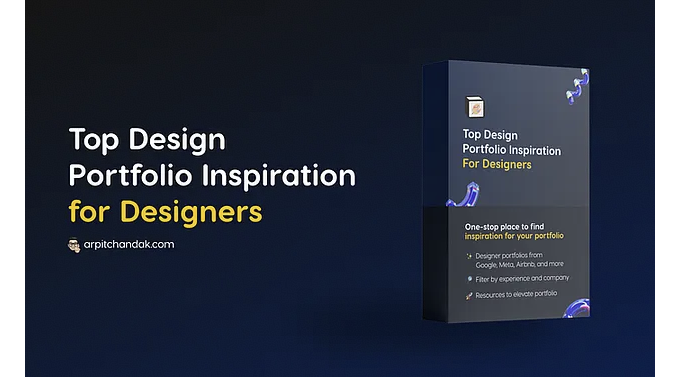 Top Design
Portfolio Inspiration
for Designers
arpitchandak.com
Top Design
Portfolio Inspiration
For Designers
One-stop place to find
inspiration for your portfolio
Designer portfolios from
Google, Meta, Airbnb, and more
Filter by experience and company
Resources to elevate portfolio